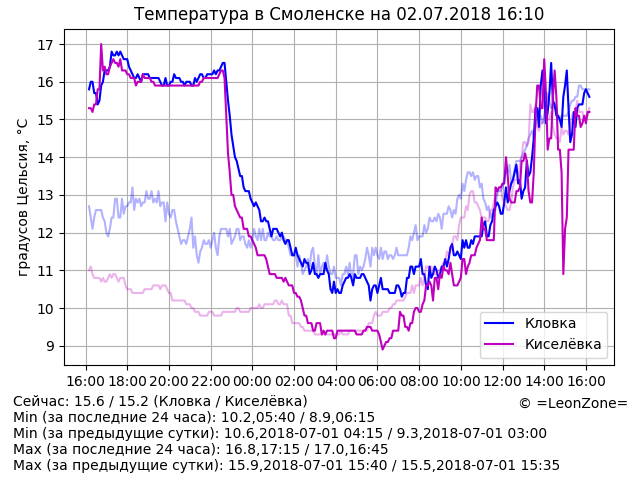 Температура в Смоленске на 02.07.2018 16:10
градусов Цельсия, °C
17
16
15
14
13
12
11
10
9
16:00 18:00 20:00 22:00 00:00 02:00 04:00 06:00 08:00 10:00 12:00 14:00 16:00
Кловка
Киселёвка
Сейчас: 15.6 / 15.2 (Кловка / Киселёвка)
© =LeonZone=
Min (за последние 24 часа): 10.2,05:40 / 8.9,06:15
Min (за предыдущие сутки): 10.6,2018-07-01 04:15 / 9.3,2018-07-01 03:00
Max (за последние 24 часа): 16.8,17:15 / 17.0,16:45
Max (за предыдущие сутки): 15.9,2018-07-01 15:40 / 15.5,2018-07-01 15:35